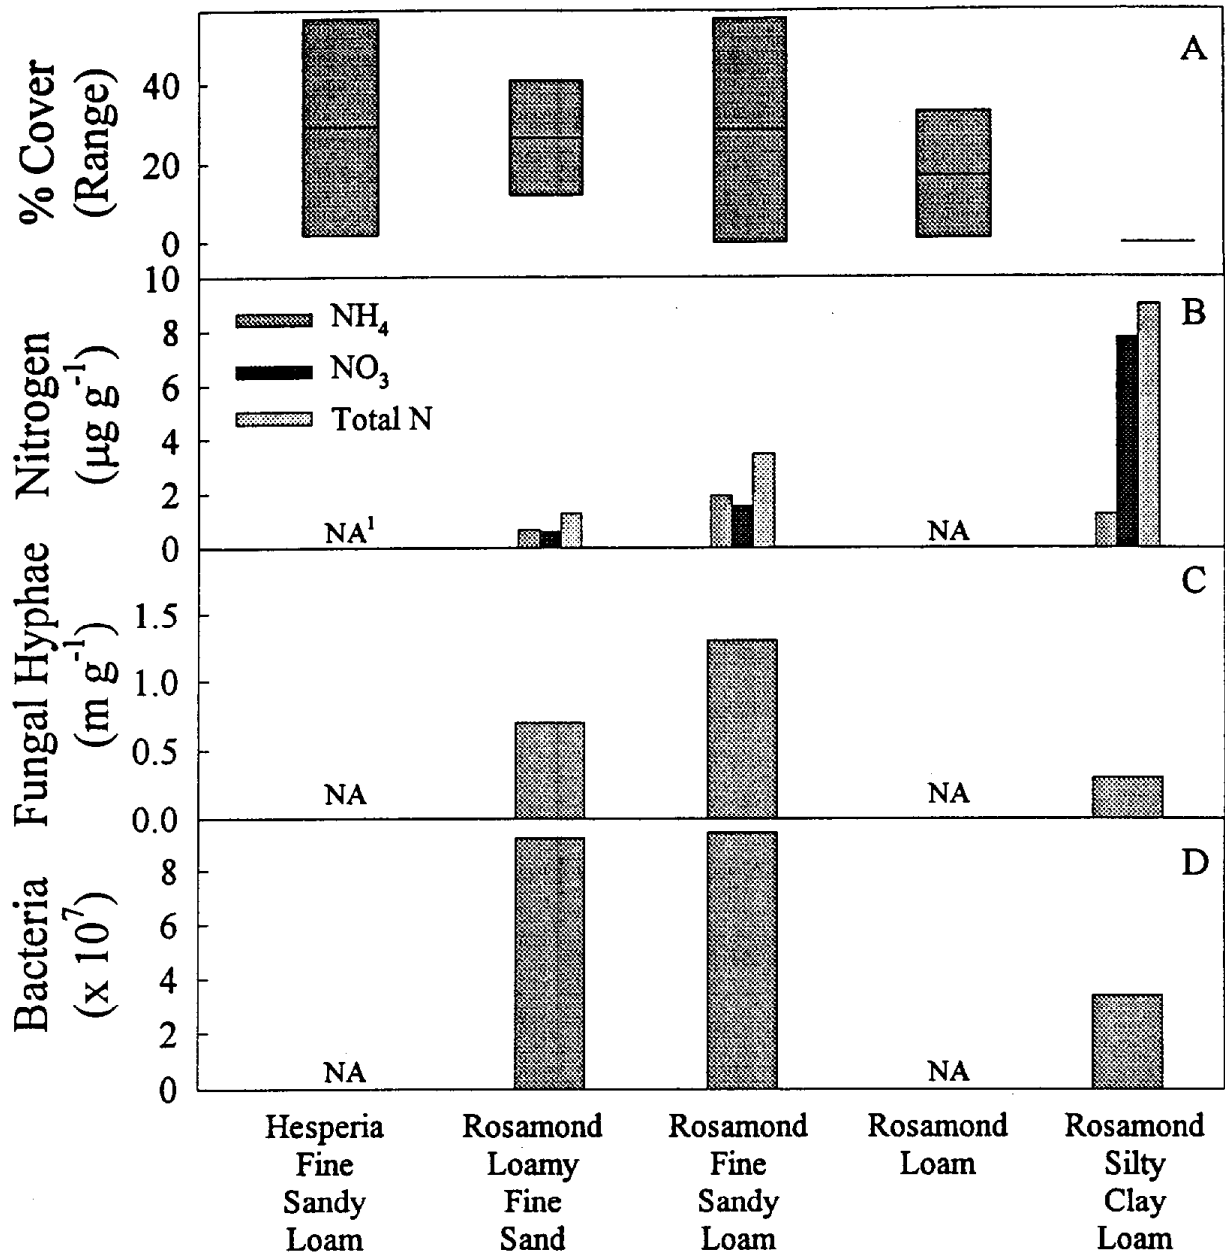 % Cover
(Range)
40
20
0
A
Nitrogen
(µg g⁻¹)
10
8
6
4
2
0
NH₄
NO₃
Total N
B
NA¹
NA
Fungal Hyphae
(m g⁻¹)
1.5
1.0
0.5
0.0
C
NA
NA
Bacteria
(x 10⁷)
8
6
4
2
0
D
NA
NA
Hesperia
Fine
Sandy
Loam
Rosamond
Loamy
Fine
Sand
Rosamond
Fine
Sandy
Loam
Rosamond
Loam
Rosamond
Silty
Clay
Loam